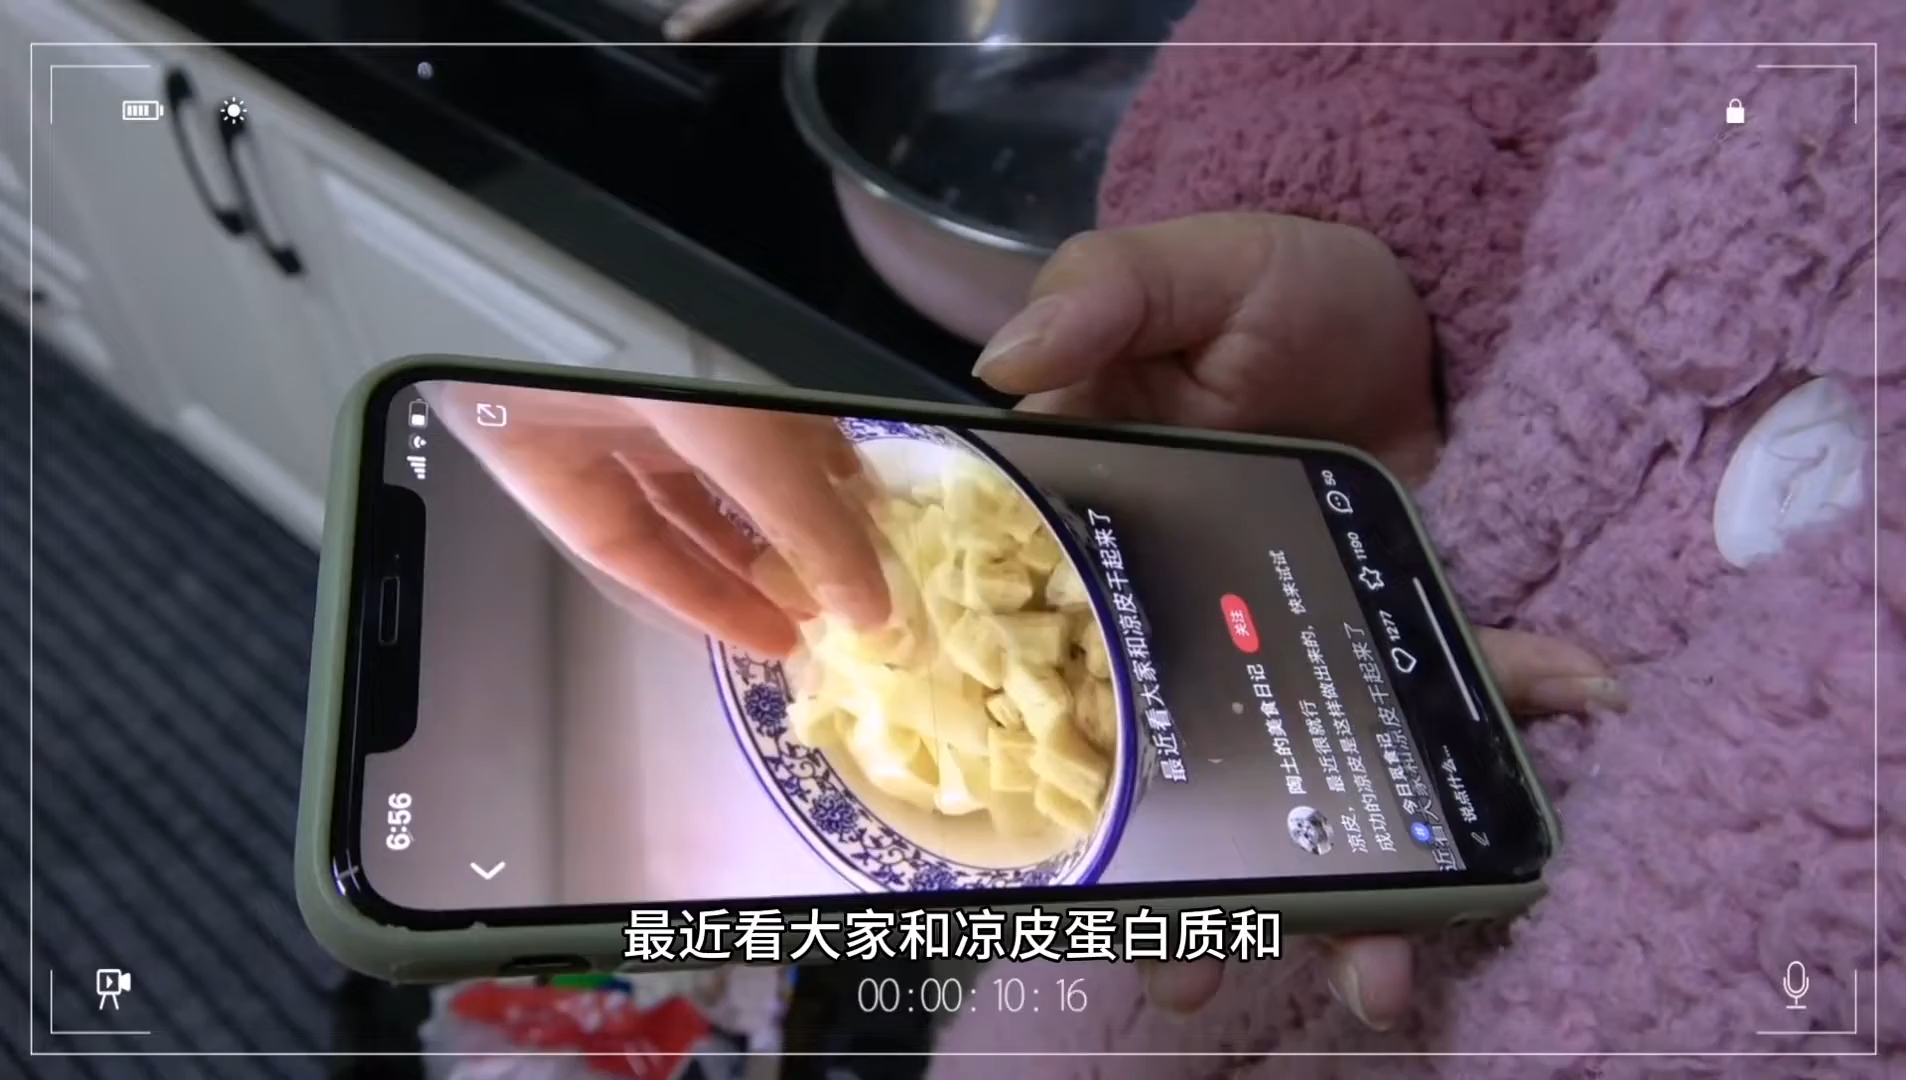 6:56
最近看大家和凉皮干起来了
陶土的美食日记
关注
凉皮，最近很就行
成功的凉皮是这样做出来的，快来试试
今日觅食记
近看大家和凉皮干起来了
说点什么...
1277
1190
50
最近看大家和凉皮蛋白质和
00:00:10:16